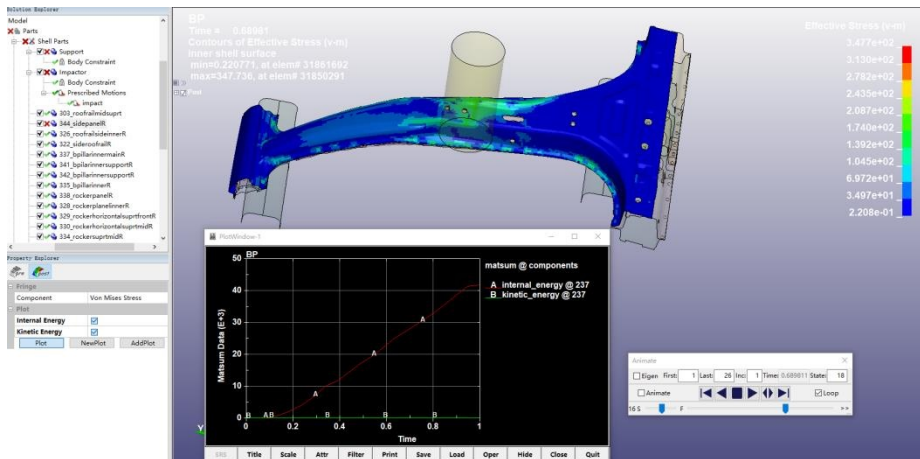 Solution Explorer
Model
Parts
Shell Parts
Support
Body Constraint
Impactor
Body Constraint
Prescribed Motions
impact
303_roofrailmidsuprt
344_sidepanelR
326_roofrailsideinnerR
322_sideroofrailR
337_bpillarinnermainR
341_bpilarinnersupportR
342_bpillarinnersupportR
335_bpillarinnerR
338_rockerpanelR
327_rockerplanelinnerR
329_rockerhorizontalsuprtfrontR
330_rockerhorizontalsuprtmidR
334_rockersuprtmidR
Property Explorer
pre
post
Fringe
Component Von Mises Stress
Plot
Internal Energy
Kinetic Energy
Plot NewPlot AddPlot
BP
Time = 0.68981
Contours of Effective Stress (v-m)
inner shell surface
min=0.220771, at elem# 31861692
max=347.736, at elem# 31850291
Post
Effective Stress (v-m)
3.477e+02
3.130e+02
2.782e+02
2.435e+02
2.087e+02
1.740e+02
1.392e+02
1.045e+02
6.972e+01
3.497e+01
2.208e-01
Y
PlotWindow-1
BP
matsum @ components
A internal_energy @ 237
B kinetic_energy @ 237
Matsum Data (E+3)
50
40
30
20
10
0
A A A A
B B B B
0 0.2 0.4 0.6 0.8 1
Time
SRS Title Scale Attr Filter Print Save Load Oper Hide Close Quit
Animate
Eigen First: 1 Last: 26 Inc: 1 Time: 0.689811 State: 18
Animate Loop
16 S F >>